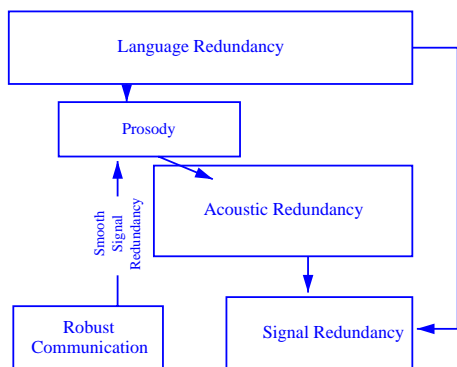 Language Redundancy
Prosody
Acoustic Redundancy
Smooth
Signal
Redundancy
Robust
Communication
Signal Redundancy